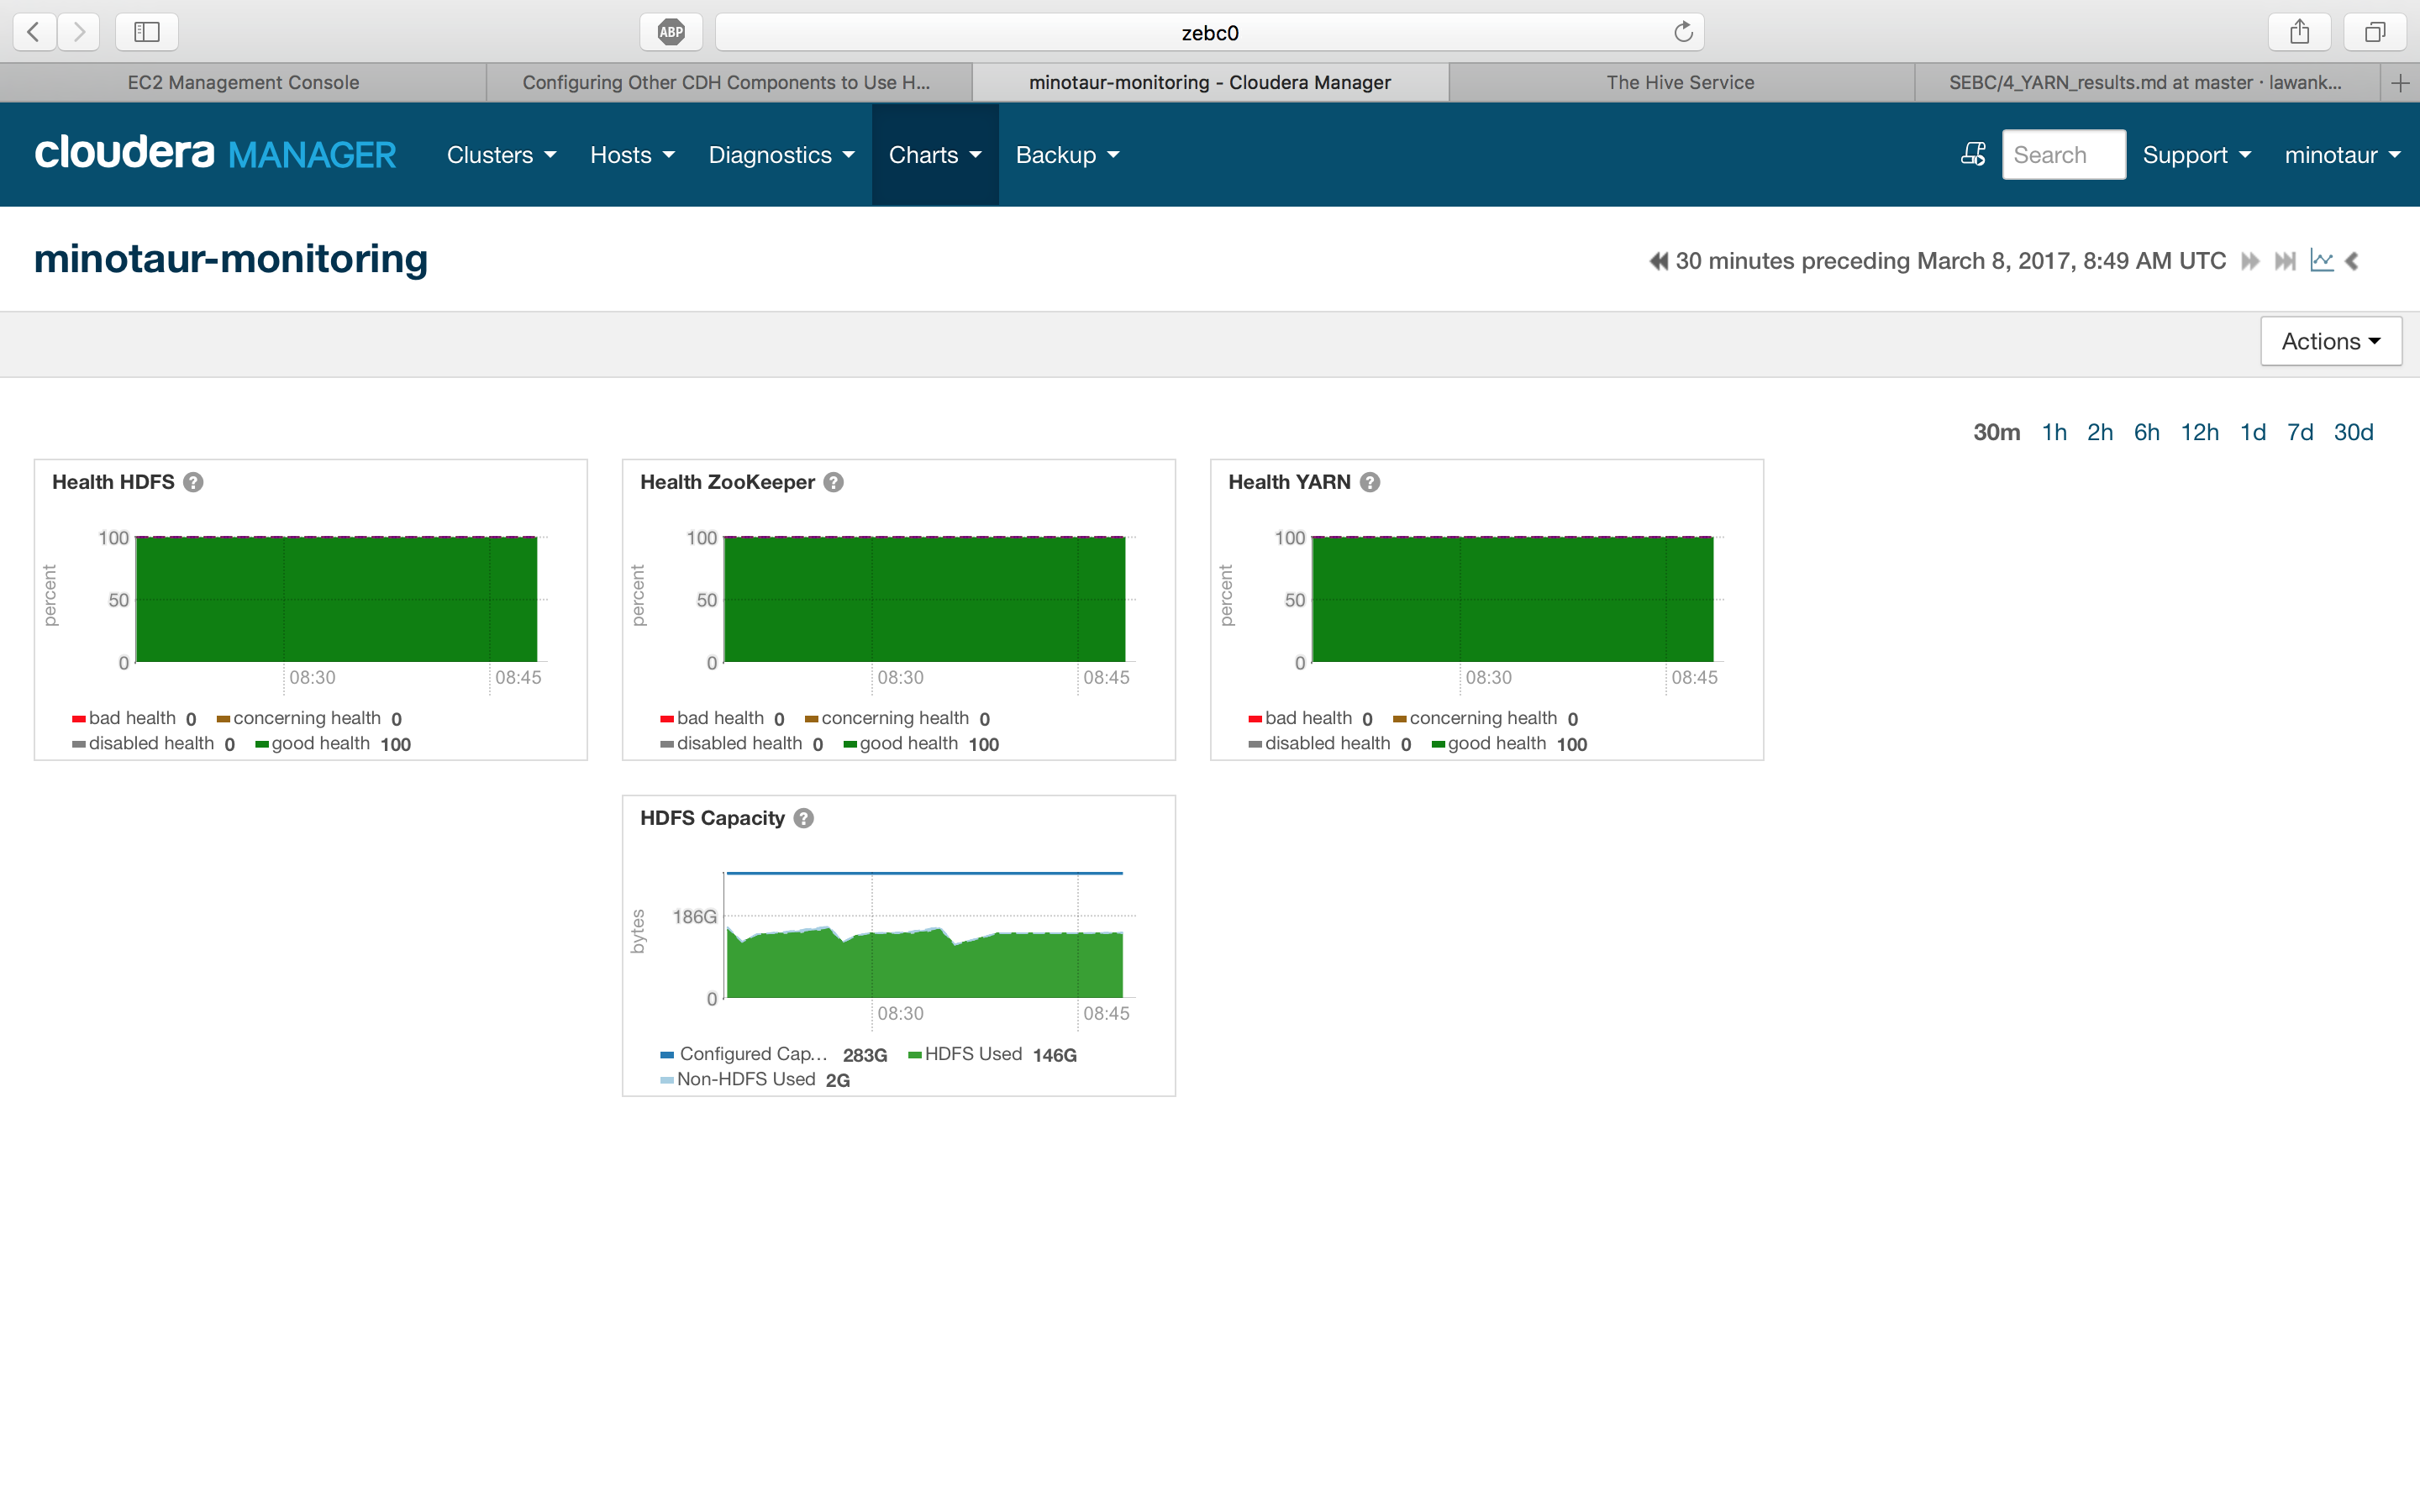 ABP
zebc0
EC2 Management Console
Configuring Other CDH Components to Use H...
minotaur-monitoring - Cloudera Manager
The Hive Service
SEBC/4_YARN_results.md at master · lawank...
cloudera MANAGER
Clusters
Hosts
Diagnostics
Charts
Backup
Search
Support
minotaur
minotaur-monitoring
30 minutes preceding March 8, 2017, 8:49 AM UTC
Actions
30m 1h 2h 6h 12h 1d 7d 30d
Health HDFS ?
percent
100
50
0
08:30 08:45
bad health 0 concerning health 0
disabled health 0 good health 100
Health ZooKeeper ?
percent
100
50
0
08:30 08:45
bad health 0 concerning health 0
disabled health 0 good health 100
Health YARN ?
percent
100
50
0
08:30 08:45
bad health 0 concerning health 0
disabled health 0 good health 100
HDFS Capacity ?
bytes
186G
0
08:30 08:45
Configured Cap... 283G HDFS Used 146G
Non-HDFS Used 2G